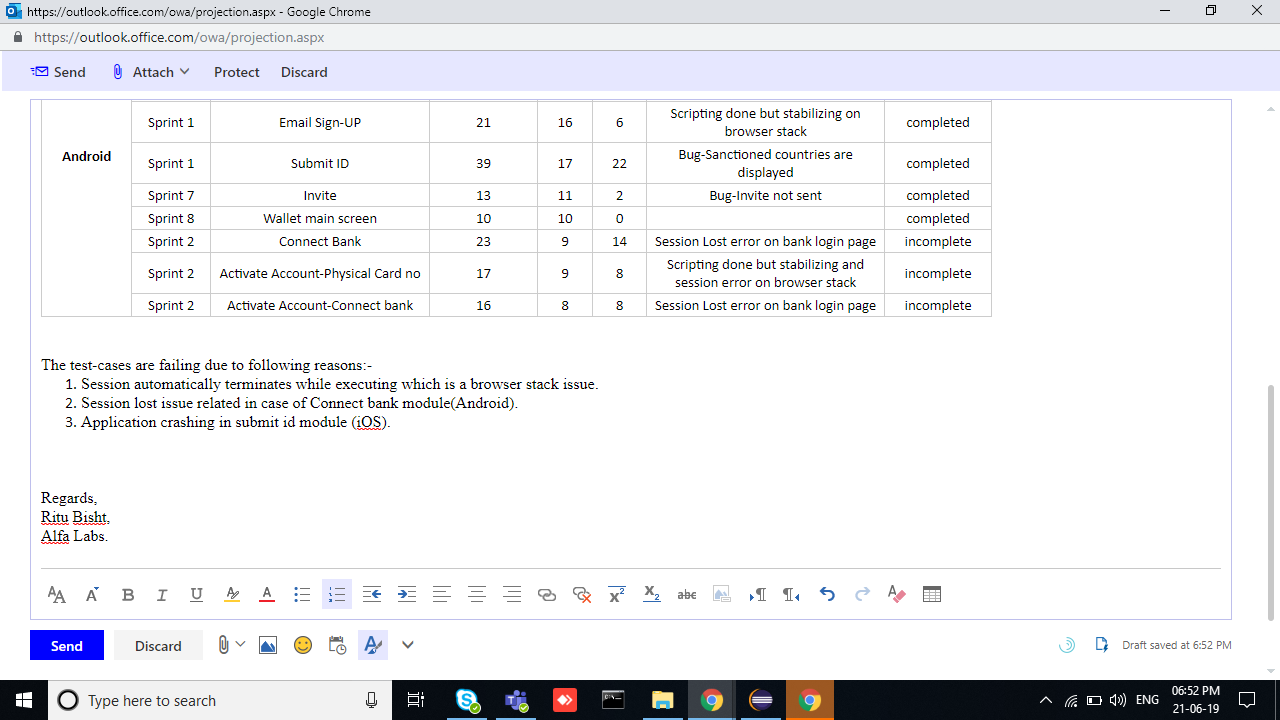 https://outlook.office.com/owa/projection.aspx - Google Chrome
https://outlook.office.com/owa/projection.aspx
Send Attach Protect Discard
Android
Sprint 1 Email Sign-UP 21 16 6 Scripting done but stabilizing on
browser stack completed
Sprint 1 Submit ID 39 17 22 Bug-Sanctioned countries are
displayed completed
Sprint 7 Invite 13 11 2 Bug-Invite not sent completed
Sprint 8 Wallet main screen 10 10 0 completed
Sprint 2 Connect Bank 23 9 14 Session Lost error on bank login page incomplete
Sprint 2 Activate Account-Physical Card no 17 9 8 Scripting done but stabilizing and
session error on browser stack incomplete
Sprint 2 Activate Account-Connect bank 16 8 8 Session Lost error on bank login page incomplete
The test-cases are failing due to following reasons:-
1. Session automatically terminates while executing which is a browser stack issue.
2. Session lost issue related in case of Connect bank module(Android).
3. Application crashing in submit id module (iOS).
Regards,
Ritu Bisht,
Alfa Labs.
Send Discard Draft saved at 6:52 PM
Type here to search ENG 06:52 PM
21-06-19